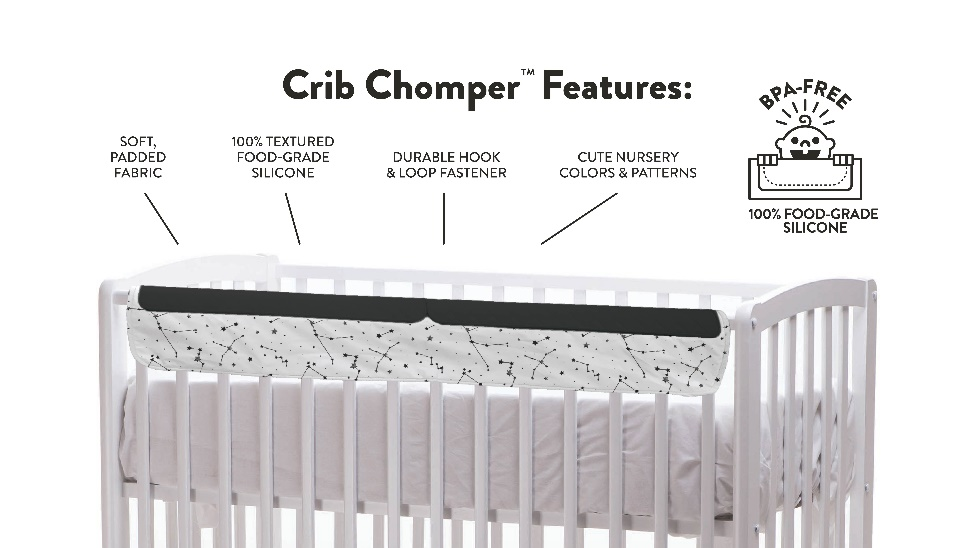 Crib Chomper™ Features:
SOFT,
PADDED
FABRIC
100% TEXTURED
FOOD-GRADE
SILICONE
DURABLE HOOK
& LOOP FASTENER
CUTE NURSERY
COLORS & PATTERNS
BPA-FREE
100% FOOD-GRADE
SILICONE